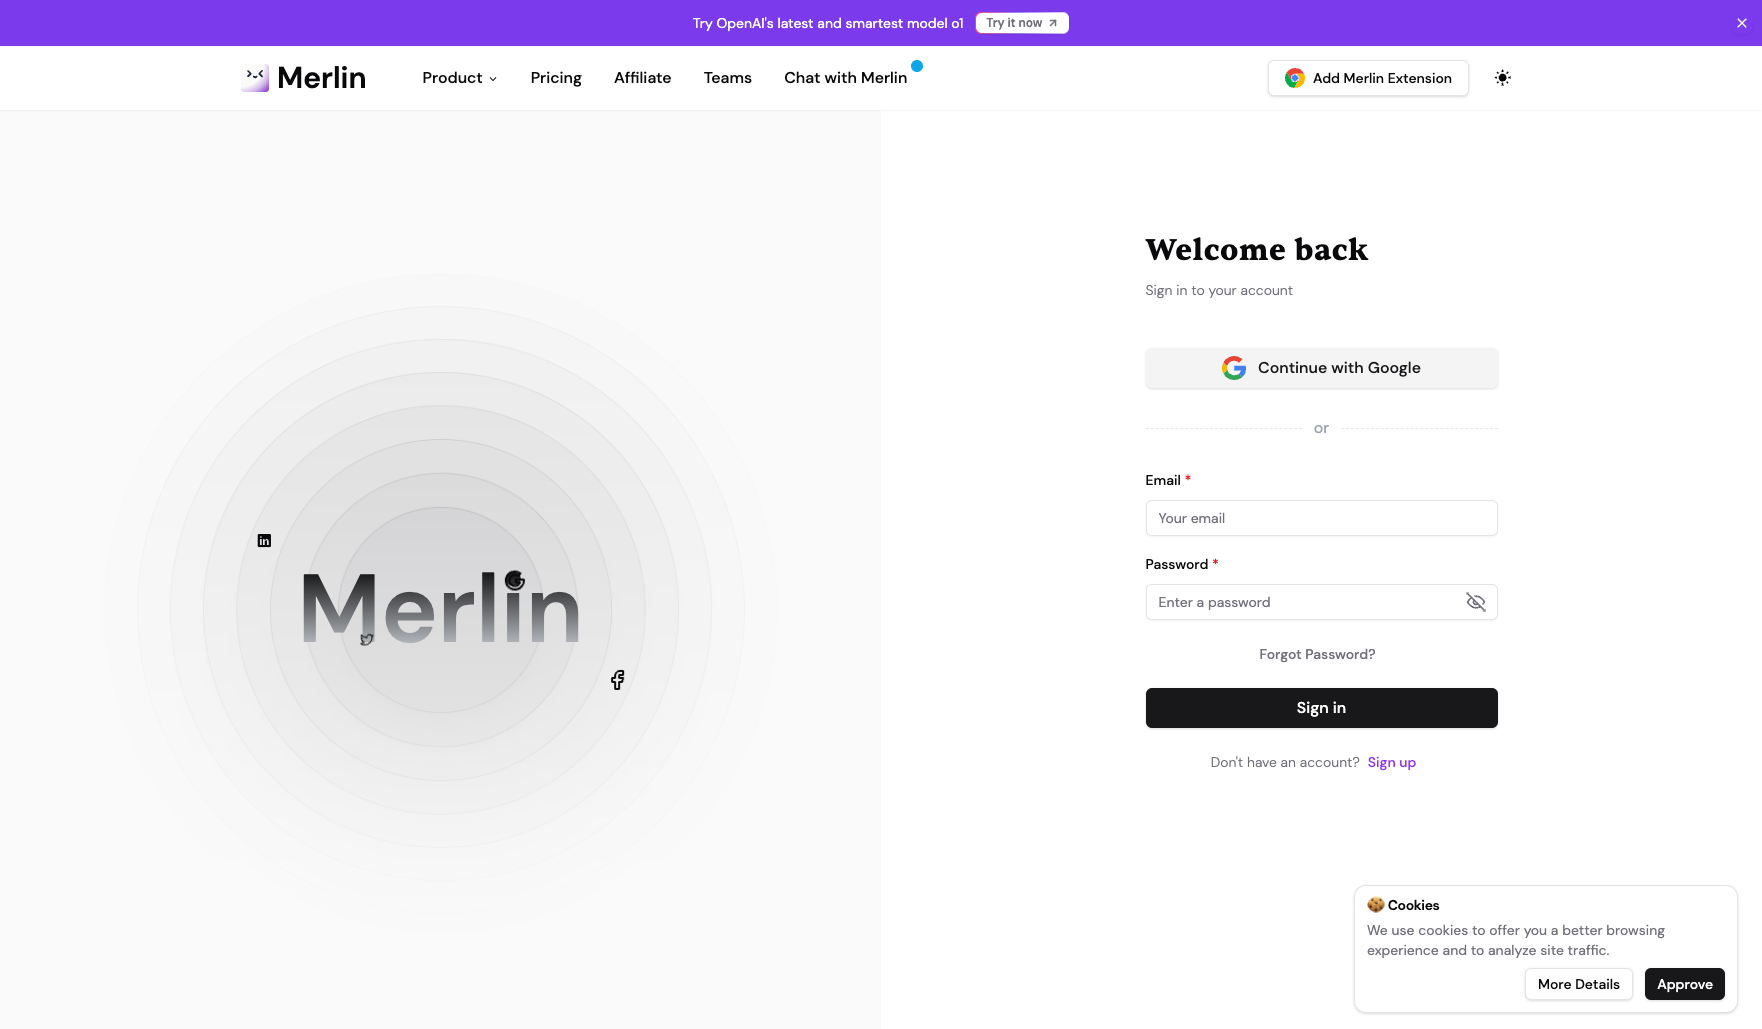 Try OpenAI's latest and smartest model o1
Try it now
Merlin
Product
Pricing
Affiliate
Teams
Chat with Merlin
Add Merlin Extension
Merlin
Welcome back
Sign in to your account
Continue with Google
or
Email *
Your email
Password *
Enter a password
Forgot Password?
Sign in
Don't have an account? Sign up
Cookies
We use cookies to offer you a better browsing
experience and to analyze site traffic.
More Details
Approve